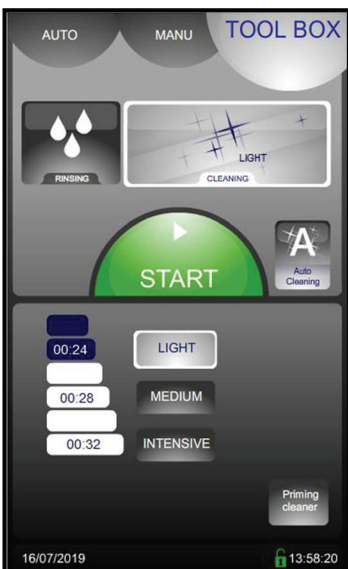 AUTO MANU TOOL BOX
LIGHT
RINSING CLEANING
START
A
Auto
Cleaning
00:24 LIGHT
00:28 MEDIUM
00:32 INTENSIVE
Priming
cleaner
16/07/2019 13:58:20